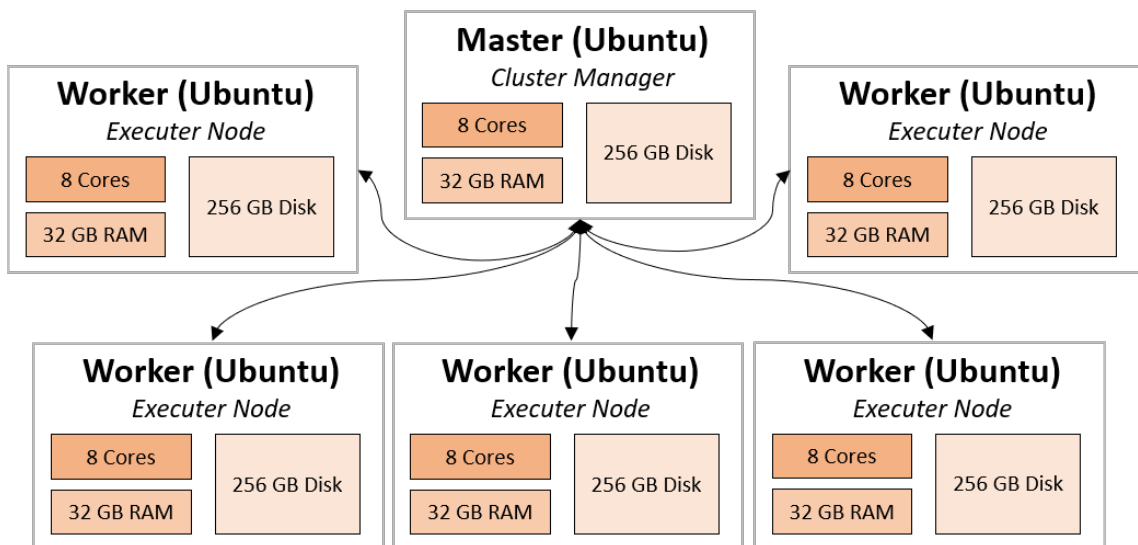 Master (Ubuntu)
Cluster Manager
8 Cores
32 GB RAM
256 GB Disk
Worker (Ubuntu)
Executer Node
8 Cores
32 GB RAM
256 GB Disk
Worker (Ubuntu)
Executer Node
8 Cores
32 GB RAM
256 GB Disk
Worker (Ubuntu)
Executer Node
8 Cores
32 GB RAM
256 GB Disk
Worker (Ubuntu)
Executer Node
8 Cores
32 GB RAM
256 GB Disk
Worker (Ubuntu)
Executer Node
8 Cores
32 GB RAM
256 GB Disk